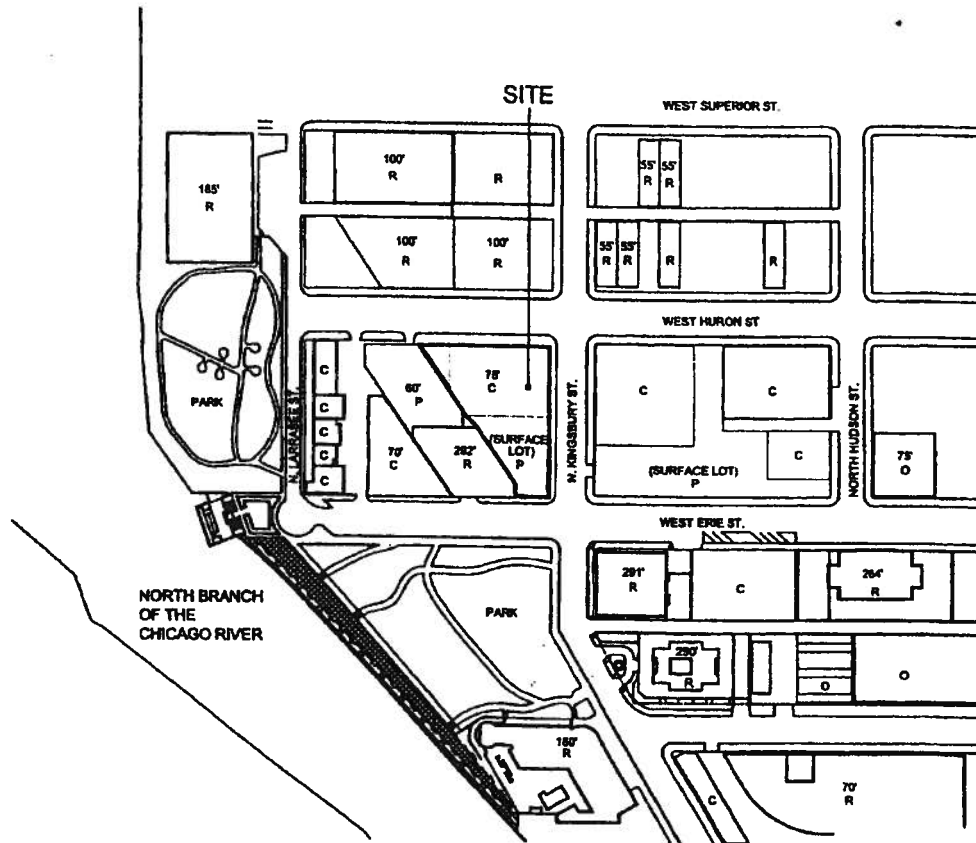 SITE
WEST SUPERIOR ST.
185'
R
100'
R
R
55'
R
55'
R
100'
R
100'
R
55'
R
55'
R
R
R
WEST HURON ST
N. LARRABEE ST.
N. KINGSBURY ST.
NORTH HUDSON ST.
PARK
C
C
C
C
C
60'
P
78'
C
70'
C
292'
R
(SURFACE
LOT)
P
C
C
C
(SURFACE LOT)
P
75'
O
WEST ERIE ST.
NORTH BRANCH
OF THE
CHICAGO RIVER
PARK
291'
R
C
264'
R
290'
R
O
O
180'
R
C
70'
R